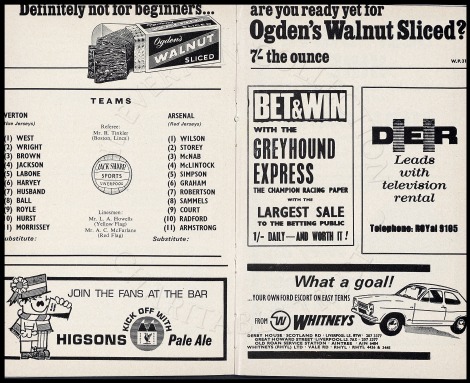 Definitely not for beginners...
Ogden's
WALNUT
SLICED
TEAMS
VERTON
(Blue Jerseys)
(1) WEST
(2) WRIGHT
(3) BROWN
(4) JACKSON
(5) LABONE
(6) HARVEY
(7) HUSBAND
(8) BALL
(9) ROYLE
(10) HURST
(11) MORRISSEY
Substitute:
Referee:
Mr. R. Tinkler
(Boston, Lincs)
JACK SHARP
SPORTS
LIVERPOOL
Linesmen:
Mr. L. A. Howells
(Yellow Flag)
Mr. A. C. McFarlane
(Red Flag)
ARSENAL
(Red Jerseys)
(1) WILSON
(2) STOREY
(3) McNAB
(4) McLINTOCK
(5) SIMPSON
(6) GRAHAM
(7) ROBERTSON
(8) SAMMELS
(9) COURT
(10) RADFORD
(11) ARMSTRONG
Substitute:
JOIN THE FANS AT THE BAR
KICK OFF WITH
HIGSONS Pale Ale
are you ready yet for
Ogden's Walnut Sliced?
7/- the ounce
BET & WIN
WITH THE
GREYHOUND
EXPRESS
THE CHAMPION RACING PAPER
WITH THE
LARGEST SALE
TO THE BETTING PUBLIC
1/- DAILY—AND WORTH IT!
DER
Leads
with
television
rental
Telephone: ROYal 9105
What a goal!
...YOUR OWN FORD ESCORT ON EASY TERMS
FROM W WHITNEYS